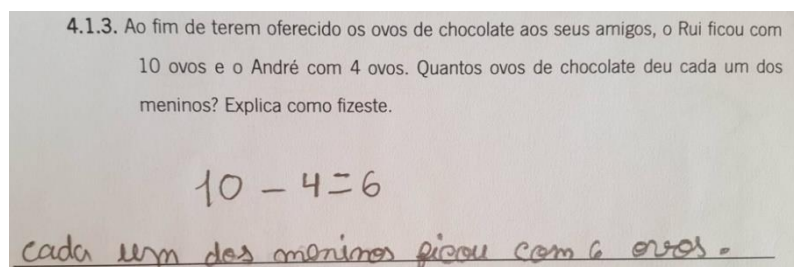 4.1.3. Ao fim de terem oferecido os ovos de chocolate aos seus amigos, o Rui ficou com
10 ovos e o André com 4 ovos. Quantos ovos de chocolate deu cada um dos
meninos? Explica como fizeste.
10 - 4 = 6
cada um dos meninos ficou com 6 ovos.